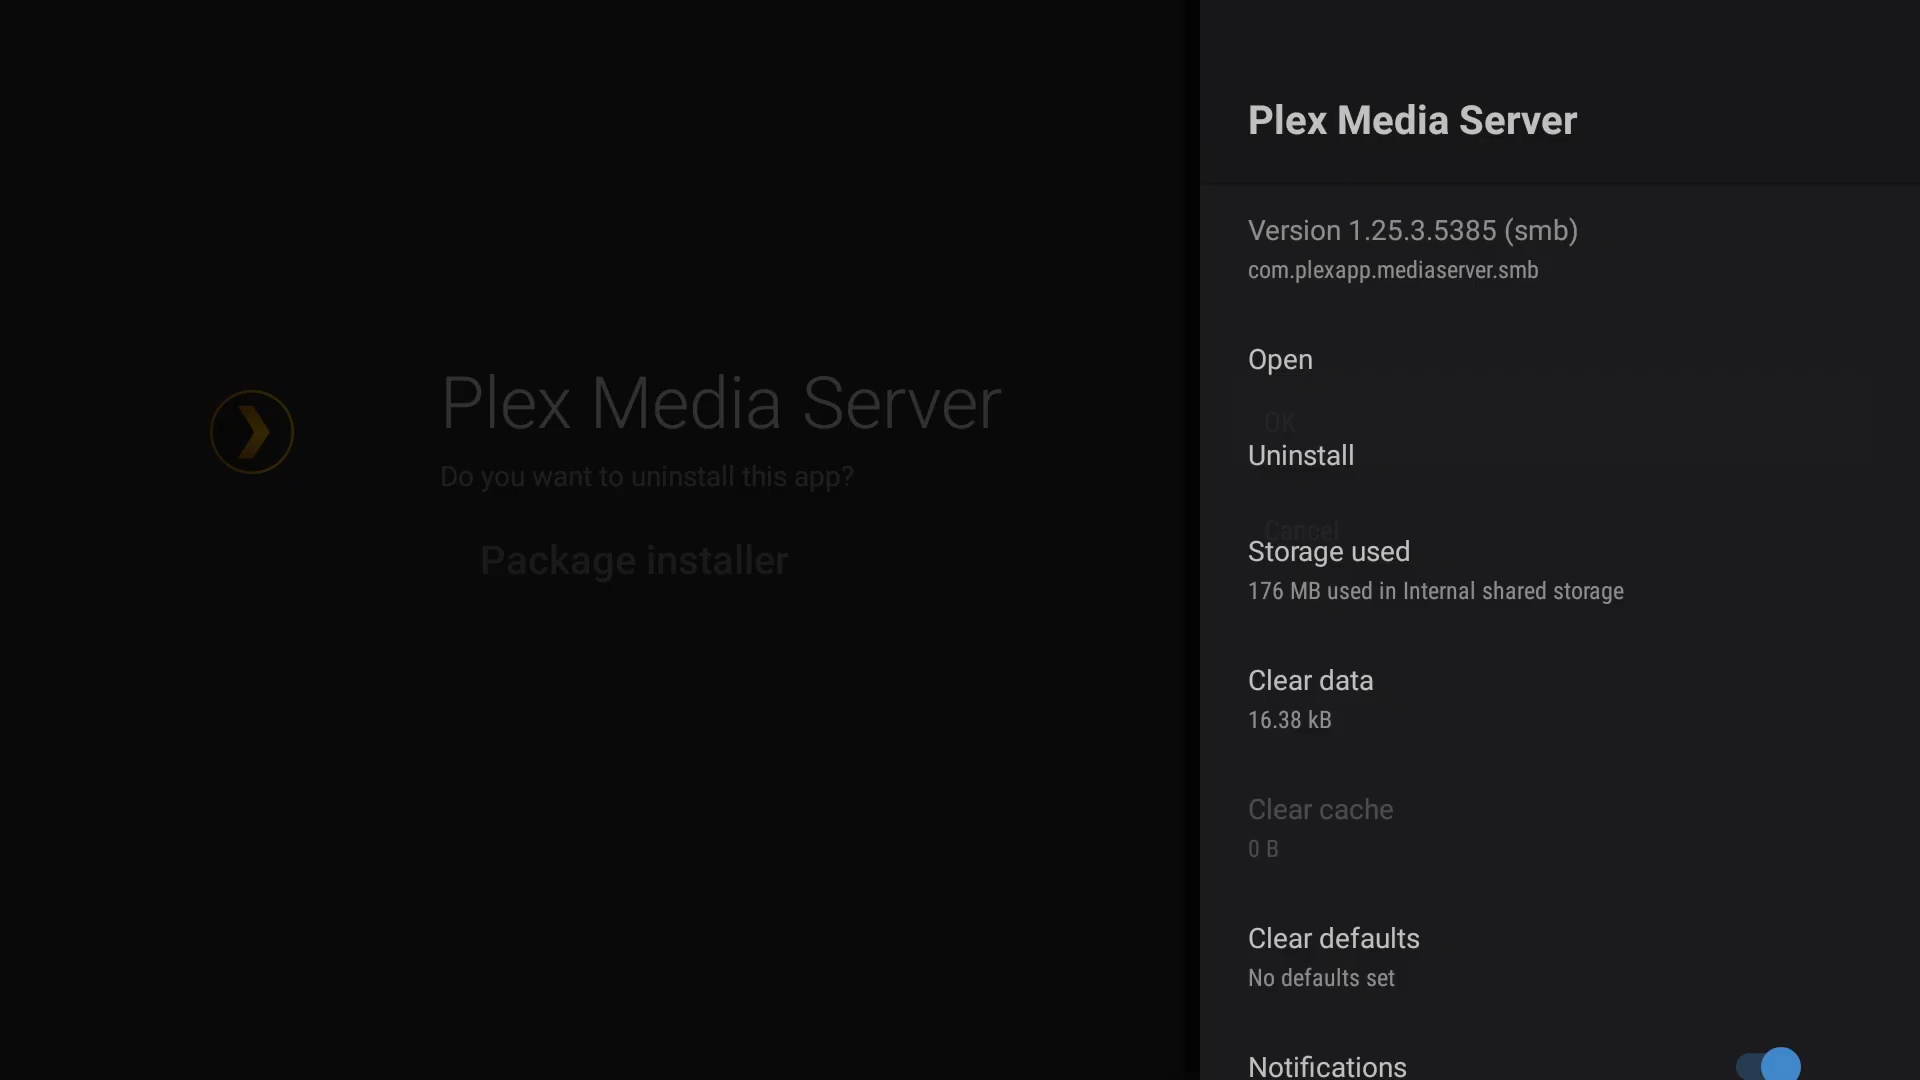 Plex Media Server
Do you want to uninstall this app?
Package installer
Plex Media Server
Version 1.25.3.5385 (smb)
com.plexapp.mediaserver.smb
Open
OK
Uninstall
Cancel
Storage used
176 MB used in Internal shared storage
Clear data
16.38 kB
Clear cache
0 B
Clear defaults
No defaults set
Notifications